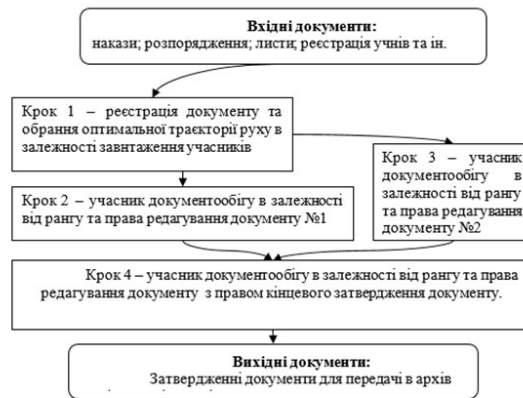 Вхідні документи:
накази; розпорядження; листи; реєстрація учнів та ін.
Крок 1 – реєстрація документу та
обрання оптимальної траєкторії руху в
залежності завнтаження учасників
Крок 2 – учасник документообігу в залежності
від рангу та права редагування документу №1
Крок 3 – учасник
документообігу в
залежності від рангу
та права редагування
документу №2
Крок 4 – учасник документообігу в залежності від рангу та права
редагування документу з правом кінцевого затвердження документу.
Вихідні документи:
Затвердженні документи для передачі в архів